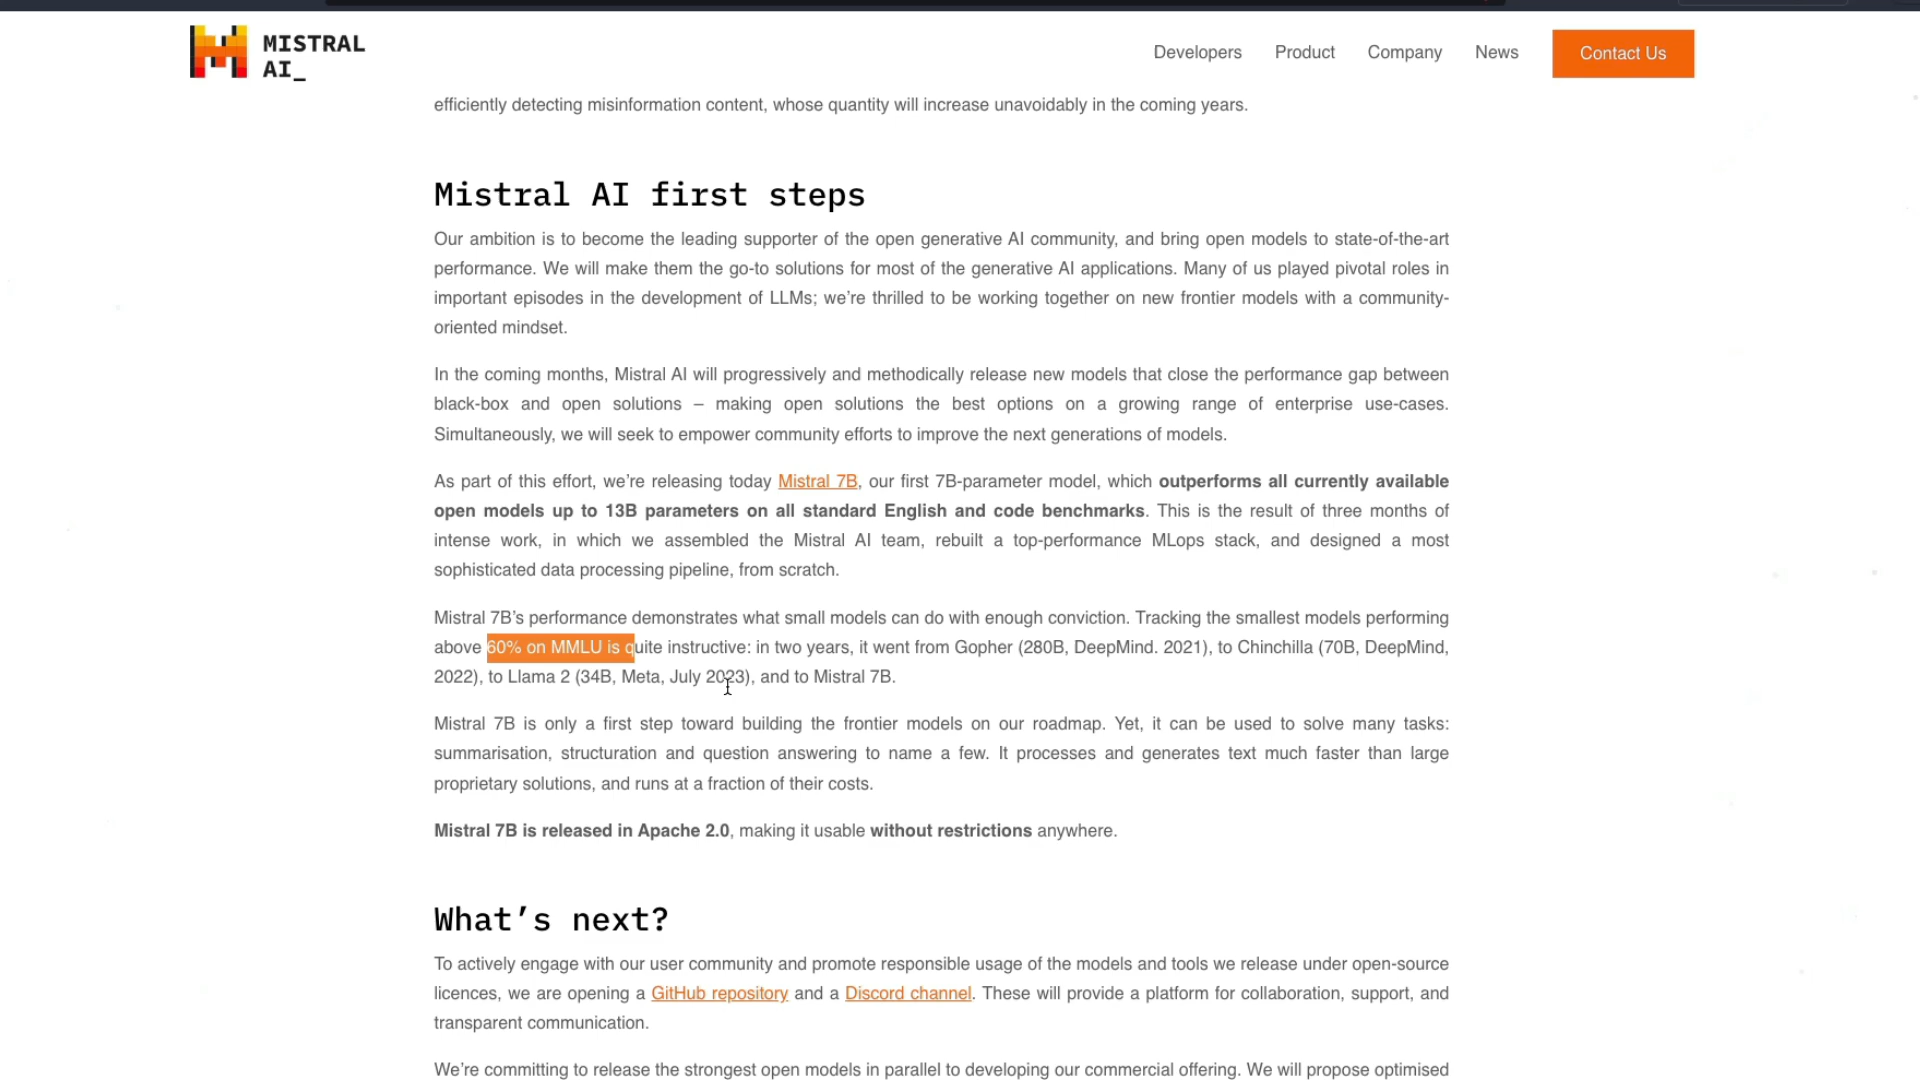 MISTRAL
AI_
Developers Product Company News Contact Us
efficiently detecting misinformation content, whose quantity will increase unavoidably in the coming years.
Mistral AI first steps
Our ambition is to become the leading supporter of the open generative AI community, and bring open models to state-of-the-art
performance. We will make them the go-to solutions for most of the generative AI applications. Many of us played pivotal roles in
important episodes in the development of LLMs; we’re thrilled to be working together on new frontier models with a community-
oriented mindset.
In the coming months, Mistral AI will progressively and methodically release new models that close the performance gap between
black-box and open solutions – making open solutions the best options on a growing range of enterprise use-cases.
Simultaneously, we will seek to empower community efforts to improve the next generations of models.
As part of this effort, we’re releasing today Mistral 7B, our first 7B-parameter model, which outperforms all currently available
open models up to 13B parameters on all standard English and code benchmarks. This is the result of three months of
intense work, in which we assembled the Mistral AI team, rebuilt a top-performance MLops stack, and designed a most
sophisticated data processing pipeline, from scratch.
Mistral 7B’s performance demonstrates what small models can do with enough conviction. Tracking the smallest models performing
above 60% on MMLU is quite instructive: in two years, it went from Gopher (280B, DeepMind. 2021), to Chinchilla (70B, DeepMind,
2022), to Llama 2 (34B, Meta, July 2023), and to Mistral 7B.
Mistral 7B is only a first step toward building the frontier models on our roadmap. Yet, it can be used to solve many tasks:
summarisation, structuration and question answering to name a few. It processes and generates text much faster than large
proprietary solutions, and runs at a fraction of their costs.
Mistral 7B is released in Apache 2.0, making it usable without restrictions anywhere.
What’s next?
To actively engage with our user community and promote responsible usage of the models and tools we release under open-source
licences, we are opening a GitHub repository and a Discord channel. These will provide a platform for collaboration, support, and
transparent communication.
We’re committing to release the strongest open models in parallel to developing our commercial offering. We will propose optimised